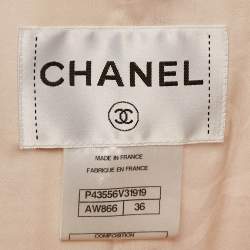 CHANEL
MADE IN FRANCE
FABRIQUE EN FRANCE
P43556V31919
AW866 36
COMPOSITION